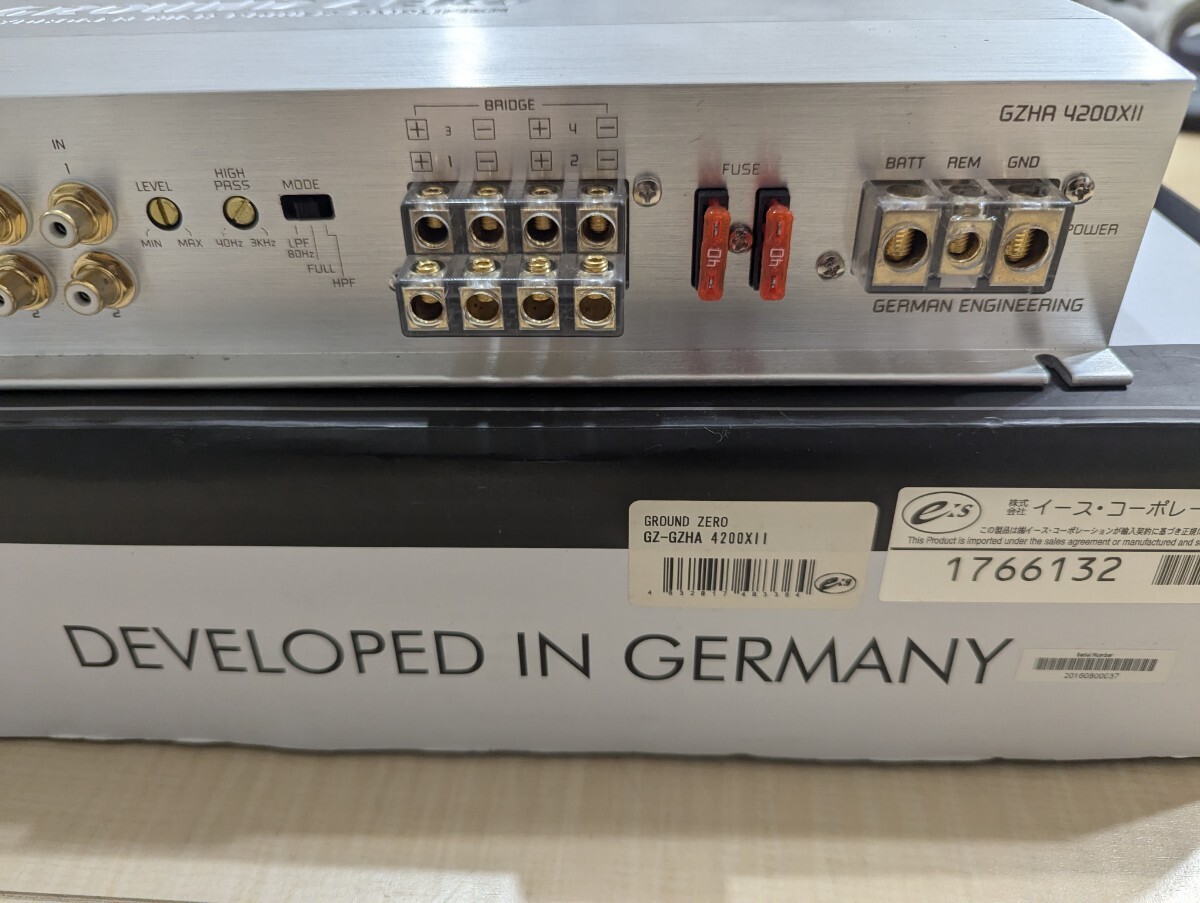 BRIDGE
+ 3 - + 4 -
+ 1 - + 2 -
GZHA 4200XII
IN
1
2
2
LEVEL
MIN MAX
HIGH
PASS
40Hz 3KHz
MODE
LPF
80Hz
FULL
HPF
FUSE
40
40
BATT REM GND
POWER
GERMAN ENGINEERING
GROUND ZERO
GZ-GZHA 4200XII
e:s
e:s
株式
会社 イース・コーポレー
この製品は㈱イース・コーポレーションが輸入契約に基づき正規に
This Product is imported under the sales agreement or manufactured and s
1766132
DEVELOPED IN GERMANY
Serial Number
20160800037